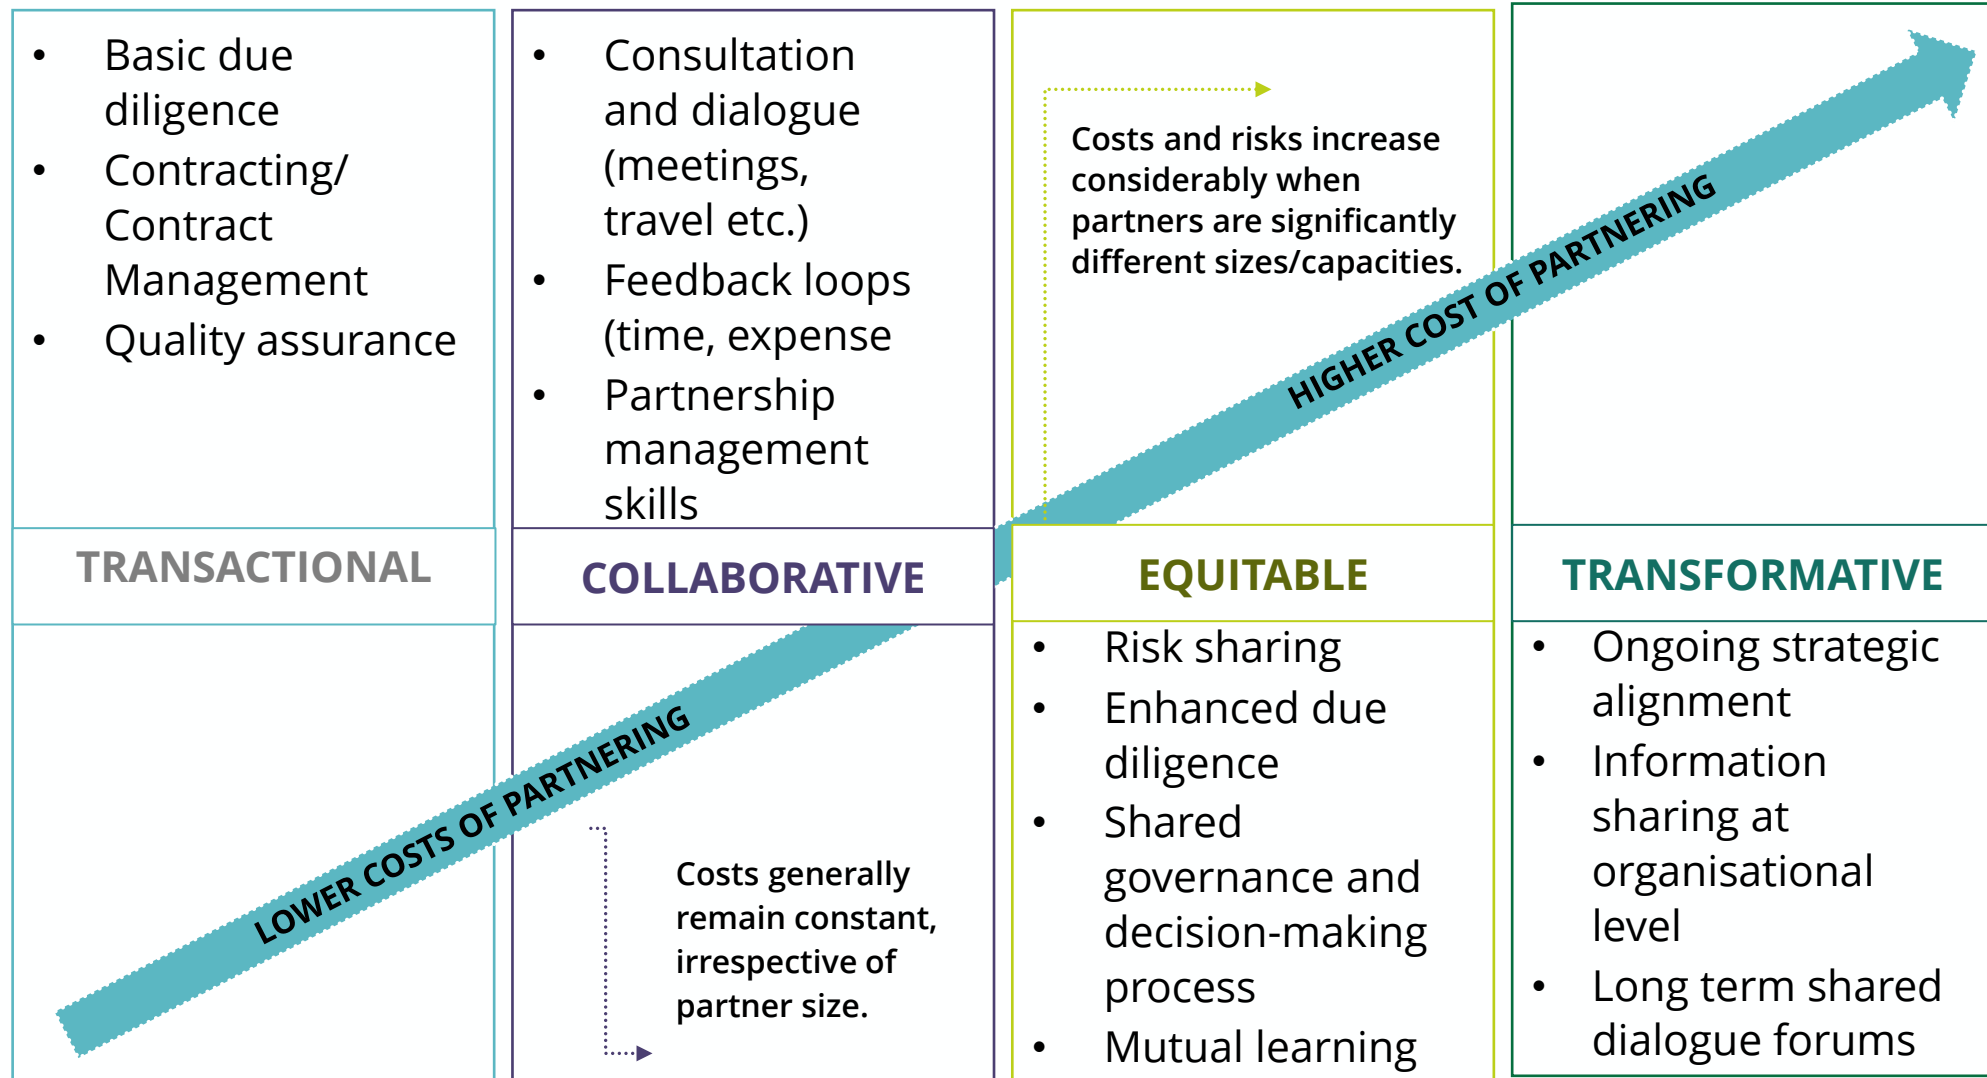 • Basic due
diligence
• Contracting/
Contract
Management
• Quality assurance
TRANSACTIONAL
LOWER COSTS OF PARTNERING
• Consultation
and dialogue
(meetings,
travel etc.)
• Feedback loops
(time, expense
• Partnership
management
skills
COLLABORATIVE
Costs generally
remain constant,
irrespective of
partner size.
Costs and risks increase
considerably when
partners are significantly
different sizes/capacities.
HIGHER COST OF PARTNERING
EQUITABLE
• Risk sharing
• Enhanced due
diligence
• Shared
governance and
decision-making
process
• Mutual learning
TRANSFORMATIVE
• Ongoing strategic
alignment
• Information
sharing at
organisational
level
• Long term shared
dialogue forums